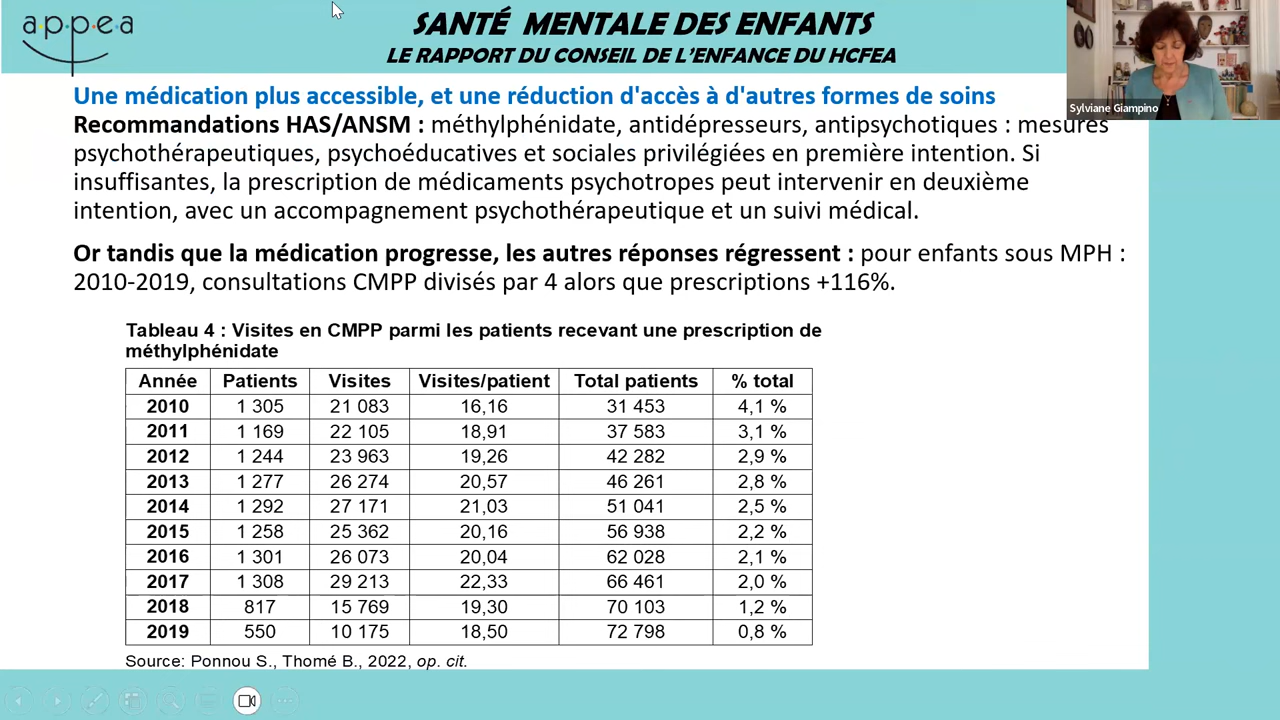 a.p.p.e.a
SANTÉ MENTALE DES ENFANTS
LE RAPPORT DU CONSEIL DE L'ENFANCE DU HCFEA
Sylviane Giampino
Une médication plus accessible, et une réduction d'accès à d'autres formes de soins
Recommandations HAS/ANSM : méthylphénidate, antidépresseurs, antipsychotiques : mesures
psychothérapeutiques, psychoéducatives et sociales privilégiées en première intention. Si
insuffisantes, la prescription de médicaments psychotropes peut intervenir en deuxième
intention, avec un accompagnement psychothérapeutique et un suivi médical.
Or tandis que la médication progresse, les autres réponses régressent : pour enfants sous MPH :
2010-2019, consultations CMPP divisés par 4 alors que prescriptions +116%.
Tableau 4 : Visites en CMPP parmi les patients recevant une prescription de
méthylphénidate
Année Patients Visites Visites/patient Total patients % total
2010 1 305 21 083 16,16 31 453 4,1 %
2011 1 169 22 105 18,91 37 583 3,1 %
2012 1 244 23 963 19,26 42 282 2,9 %
2013 1 277 26 274 20,57 46 261 2,8 %
2014 1 292 27 171 21,03 51 041 2,5 %
2015 1 258 25 362 20,16 56 938 2,2 %
2016 1 301 26 073 20,04 62 028 2,1 %
2017 1 308 29 213 22,33 66 461 2,0 %
2018 817 15 769 19,30 70 103 1,2 %
2019 550 10 175 18,50 72 798 0,8 %
Source: Ponnou S., Thomé B., 2022, op. cit.